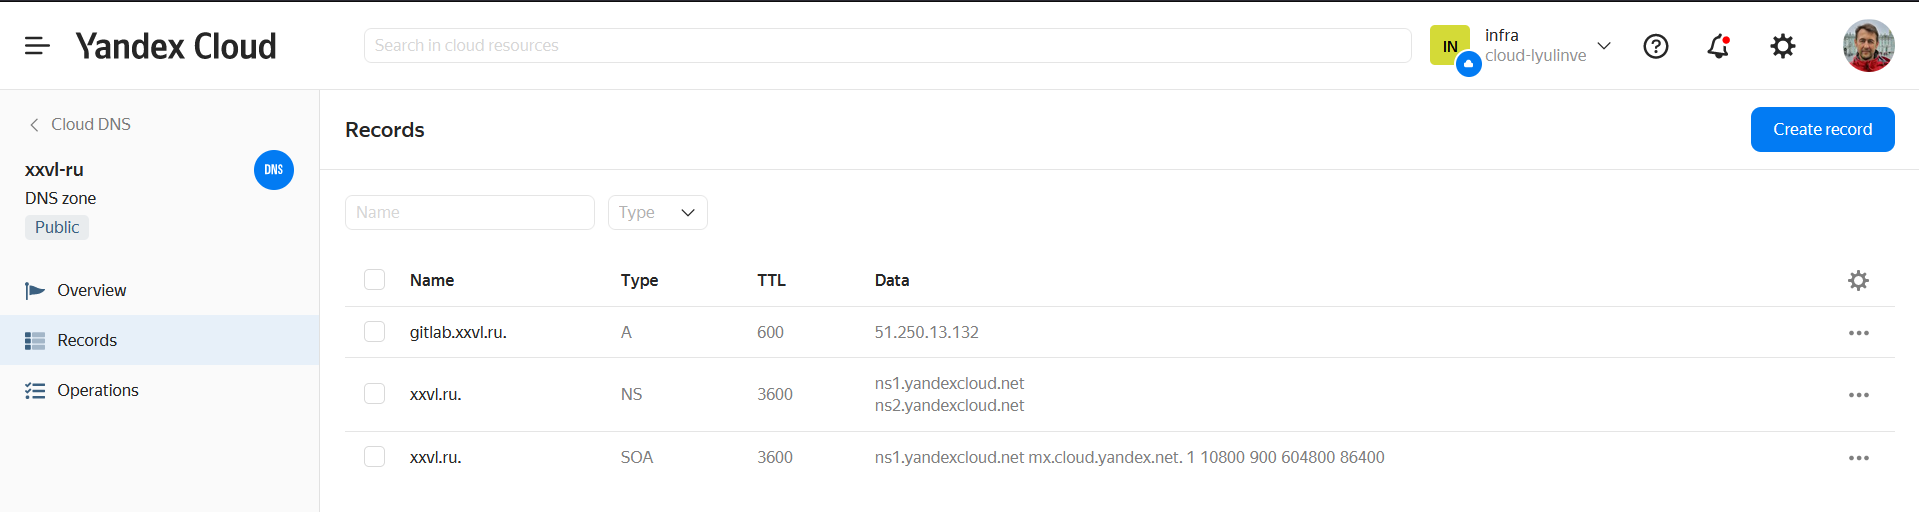 Yandex Cloud
Search in cloud resources
IN
infra
cloud-lyulinve
Cloud DNS
xxvl-ru
DNS
DNS zone
Public
Overview
Records
Operations
Records
Create record
Name
Type
Name Type TTL Data
gitlab.xxvl.ru. A 600 51.250.13.132
xxvl.ru. NS 3600 ns1.yandexcloud.net
ns2.yandexcloud.net
xxvl.ru. SOA 3600 ns1.yandexcloud.net mx.cloud.yandex.net. 1 10800 900 604800 86400